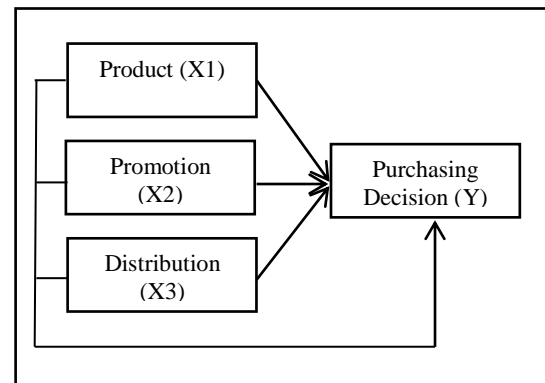 Product (X1)
Promotion
(X2)
Distribution
(X3)
Purchasing
Decision (Y)